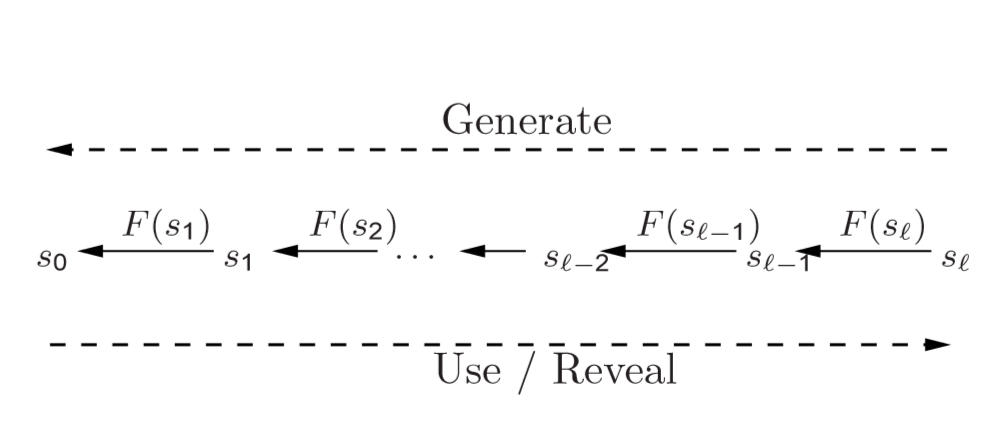 Generate
F(s₁) F(s₂) F(sℓ₋₁) F(sℓ)
s₀ s₁ ... sℓ₋₂ sℓ₋₁ sℓ
Use / Reveal